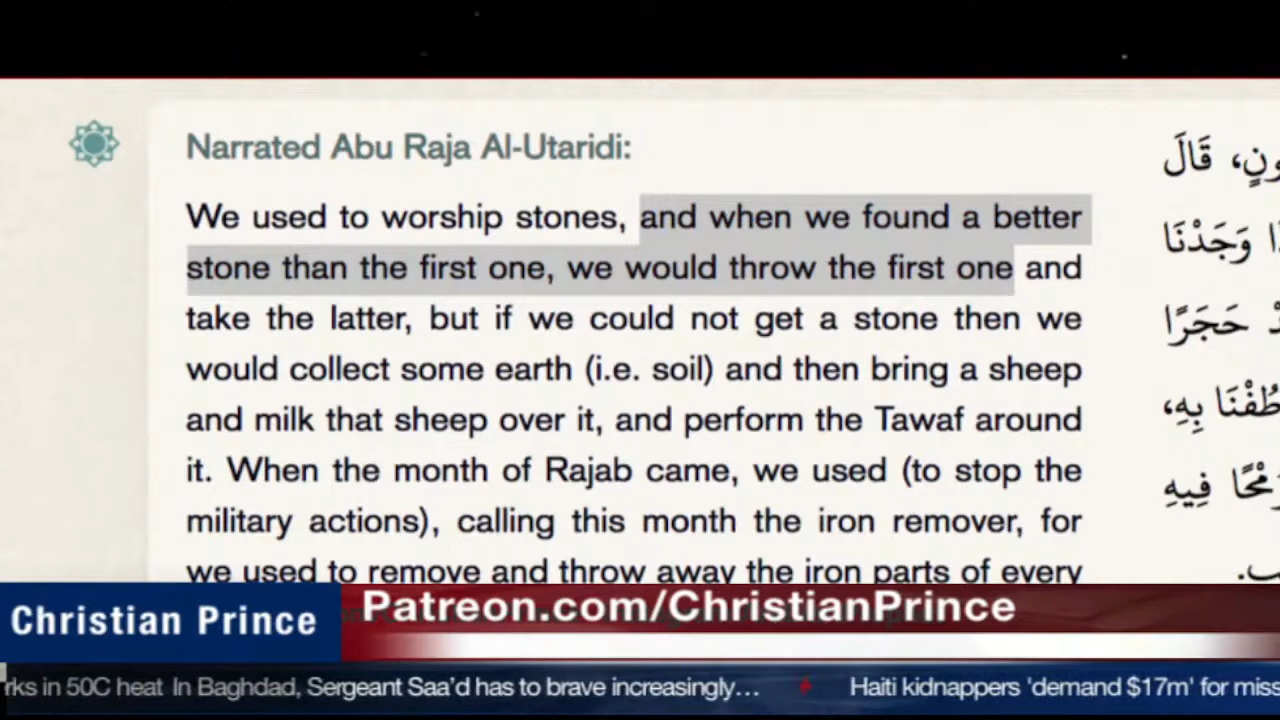 Narrated Abu Raja Al-Utaridi:
We used to worship stones, and when we found a better
stone than the first one, we would throw the first one and
take the latter, but if we could not get a stone then we
would collect some earth (i.e. soil) and then bring a sheep
and milk that sheep over it, and perform the Tawaf around
it. When the month of Rajab came, we used (to stop the
military actions), calling this month the iron remover, for
we used to remove and throw away the iron parts of every
قَالَ
وَجَدْنَا
حَجَرًا
طُفْنَا بِهِ،
فِيهِ
Christian Prince
Patreon.com/ChristianPrince
rks in 50C heat In Baghdad, Sergeant Saa'd has to brave increasingly… Haiti kidnappers 'demand $17m' for miss